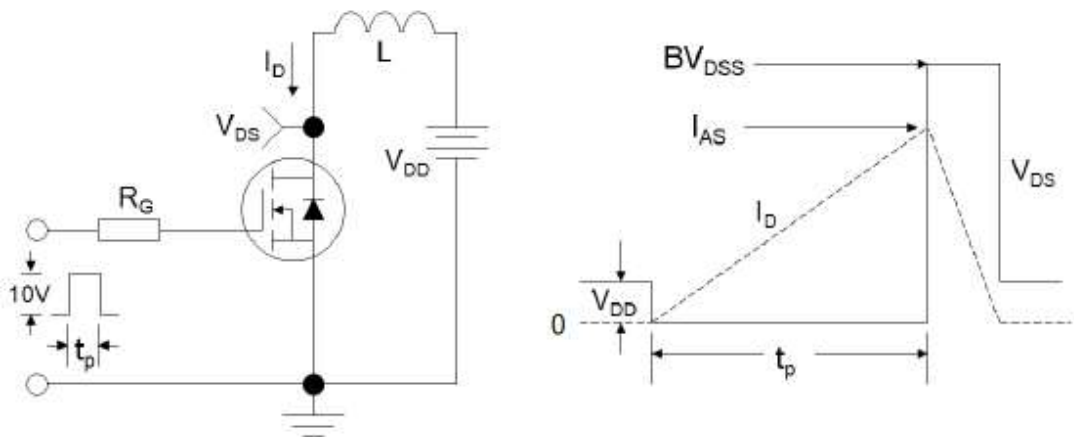 L
I_D
V_DS
V_DD
R_G
10V
t_p
BV_DSS
I_AS
V_DS
I_D
V_DD
0
t_p